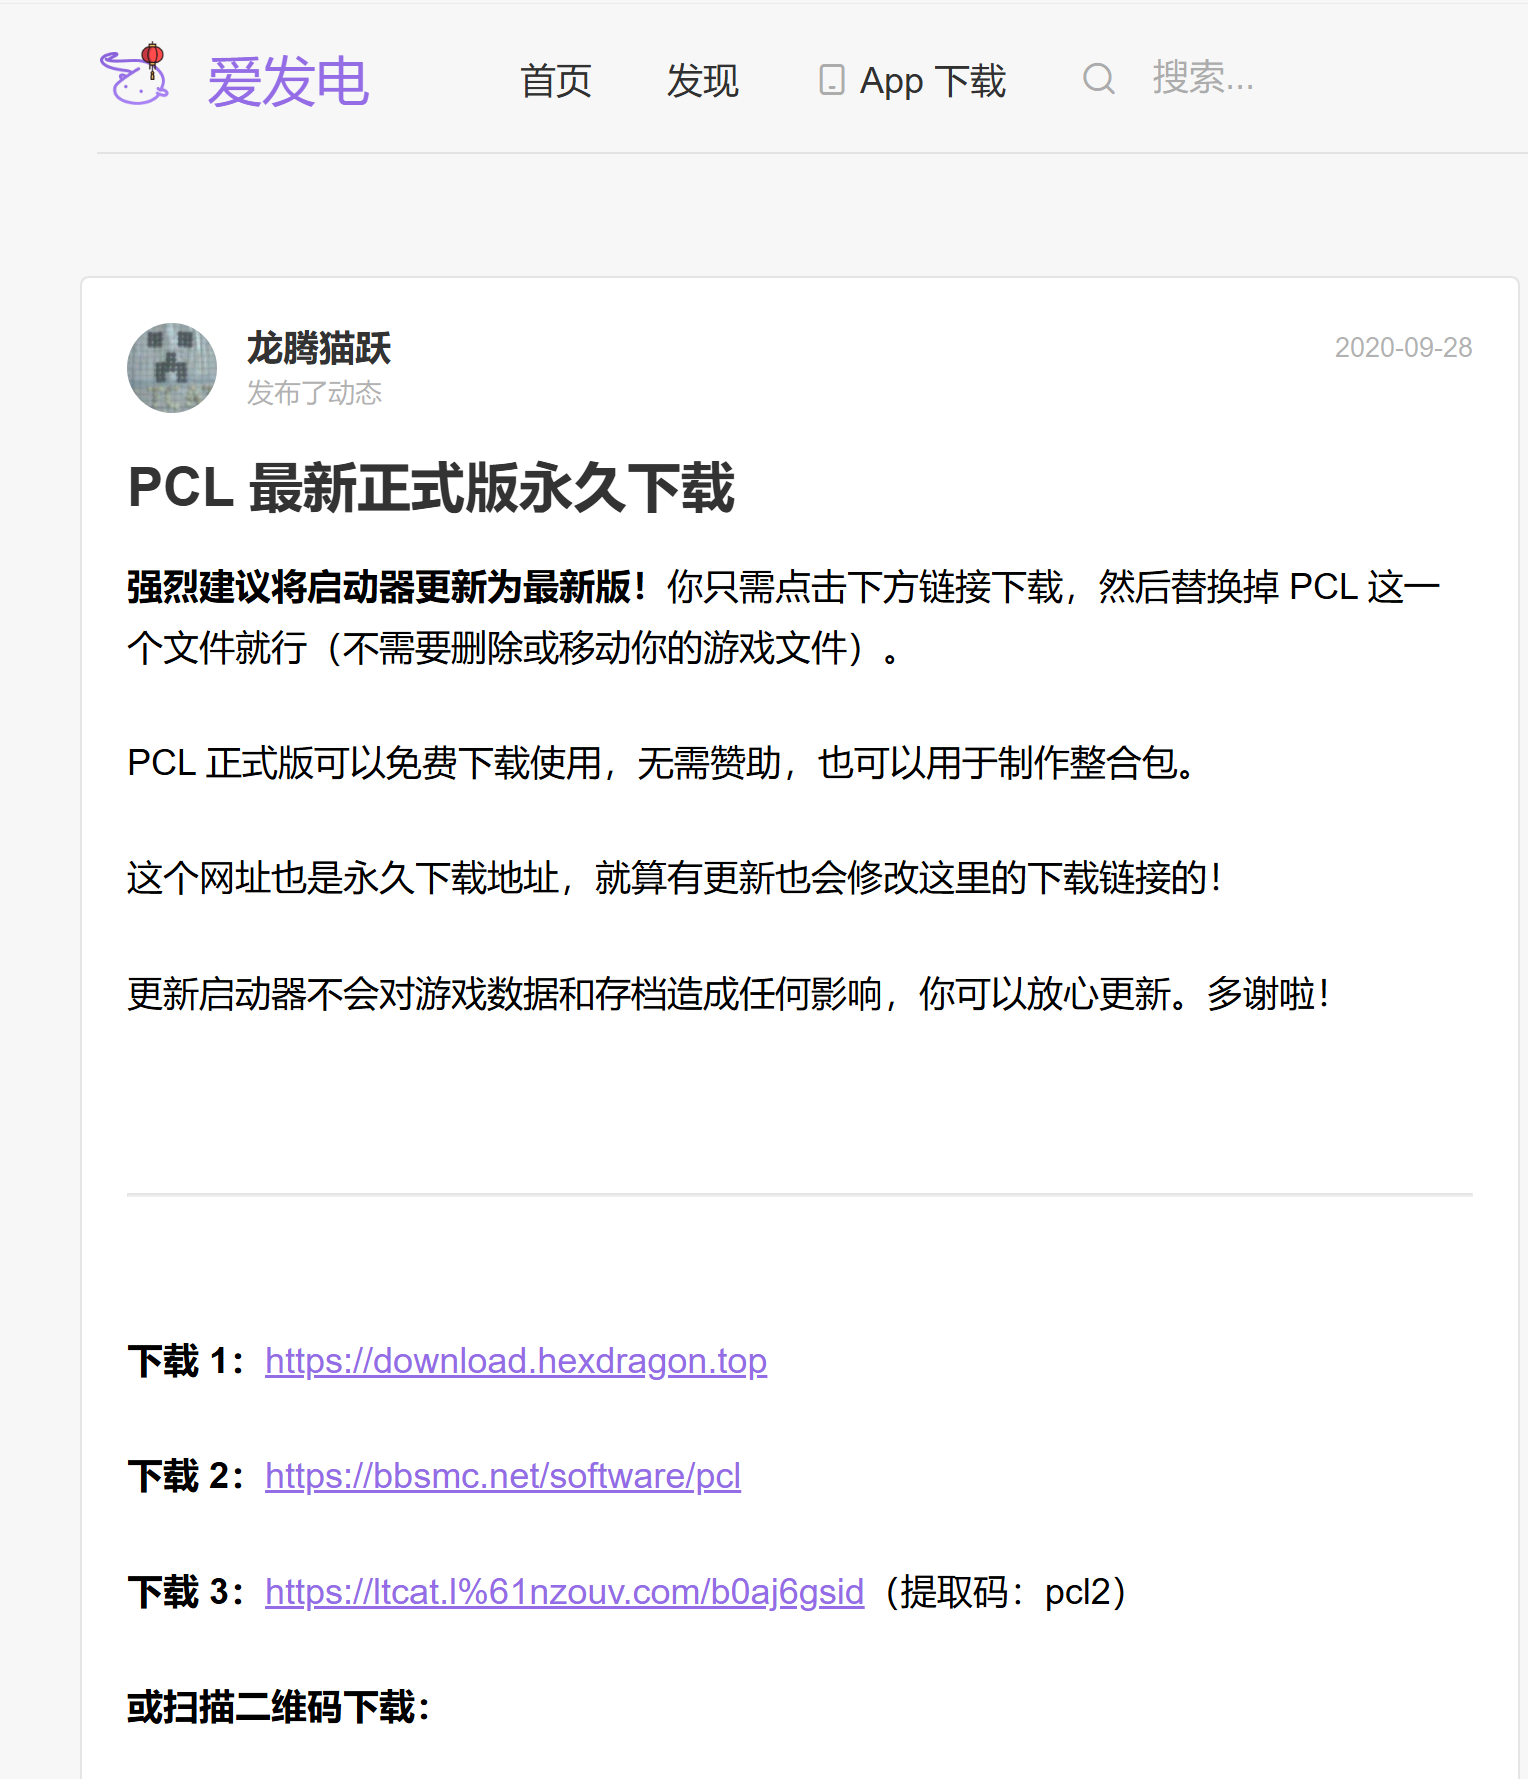 爱发电
首页 发现 App 下载 搜索...
龙腾猫跃
2020-09-28
发布了动态
PCL 最新正式版永久下载
强烈建议将启动器更新为最新版！你只需点击下方链接下载，然后替换掉 PCL 这一
个文件就行（不需要删除或移动你的游戏文件）。
PCL 正式版可以免费下载使用，无需赞助，也可以用于制作整合包。
这个网址也是永久下载地址，就算有更新也会修改这里的下载链接的！
更新启动器不会对游戏数据和存档造成任何影响，你可以放心更新。多谢啦！
下载 1：https://download.hexdragon.top
下载 2：https://bbsmc.net/software/pcl
下载 3：https://ltcat.l%61nzouv.com/b0aj6gsid（提取码：pcl2）
或扫描二维码下载：